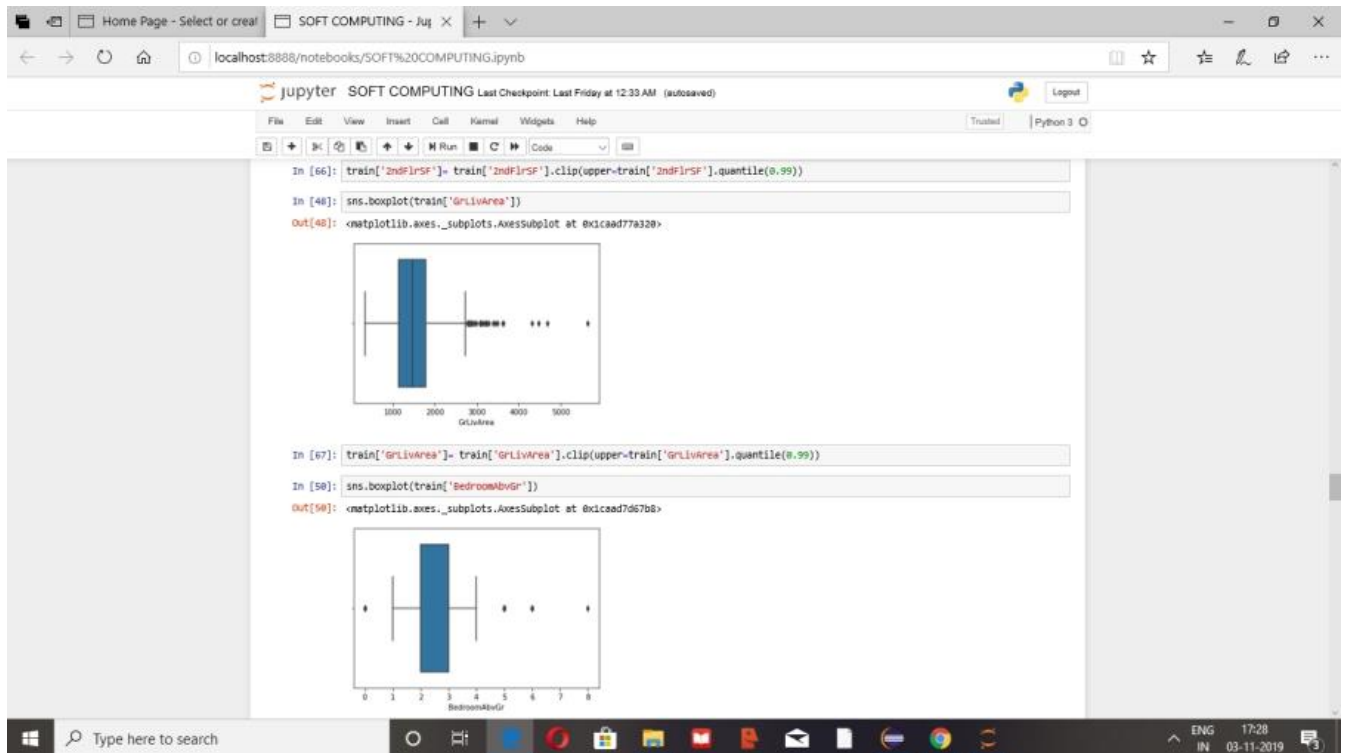 Home Page - Select or creat
SOFT COMPUTING - Jup
localhost:8888/notebooks/SOFT%20COMPUTING.ipynb
jupyter SOFT COMPUTING Last Checkpoint: Last Friday at 12:33 AM (autosaved)
Logout
File Edit View Insert Cell Kernel Widgets Help
Trusted Python 3
Run Code
In [66]: train['2ndFlrSF']= train['2ndFlrSF'].clip(upper=train['2ndFlrSF'].quantile(0.99))
In [48]: sns.boxplot(train['GrLivArea'])
Out[48]: <matplotlib.axes._subplots.AxesSubplot at 0x1caad77a320>
1000 2000 3000 4000 5000
GrLivArea
In [67]: train['GrLivArea']= train['GrLivArea'].clip(upper=train['GrLivArea'].quantile(0.99))
In [50]: sns.boxplot(train['BedroomAbvGr'])
Out[50]: <matplotlib.axes._subplots.AxesSubplot at 0x1caad7d67b8>
0 1 2 3 4 5 6 7 8
BedroomAbvGr
Type here to search
ENG 17:28
IN 03-11-2019
3